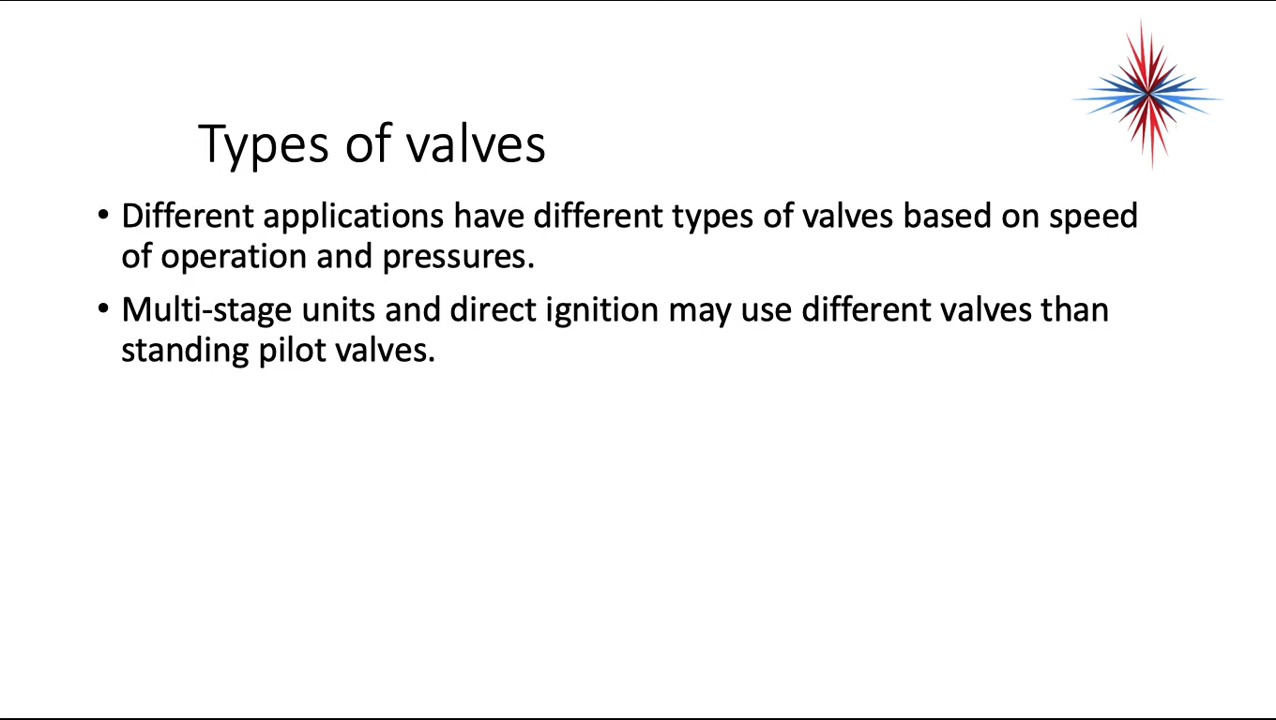 Types of valves
• Different applications have different types of valves based on speed
of operation and pressures.
• Multi-stage units and direct ignition may use different valves than
standing pilot valves.